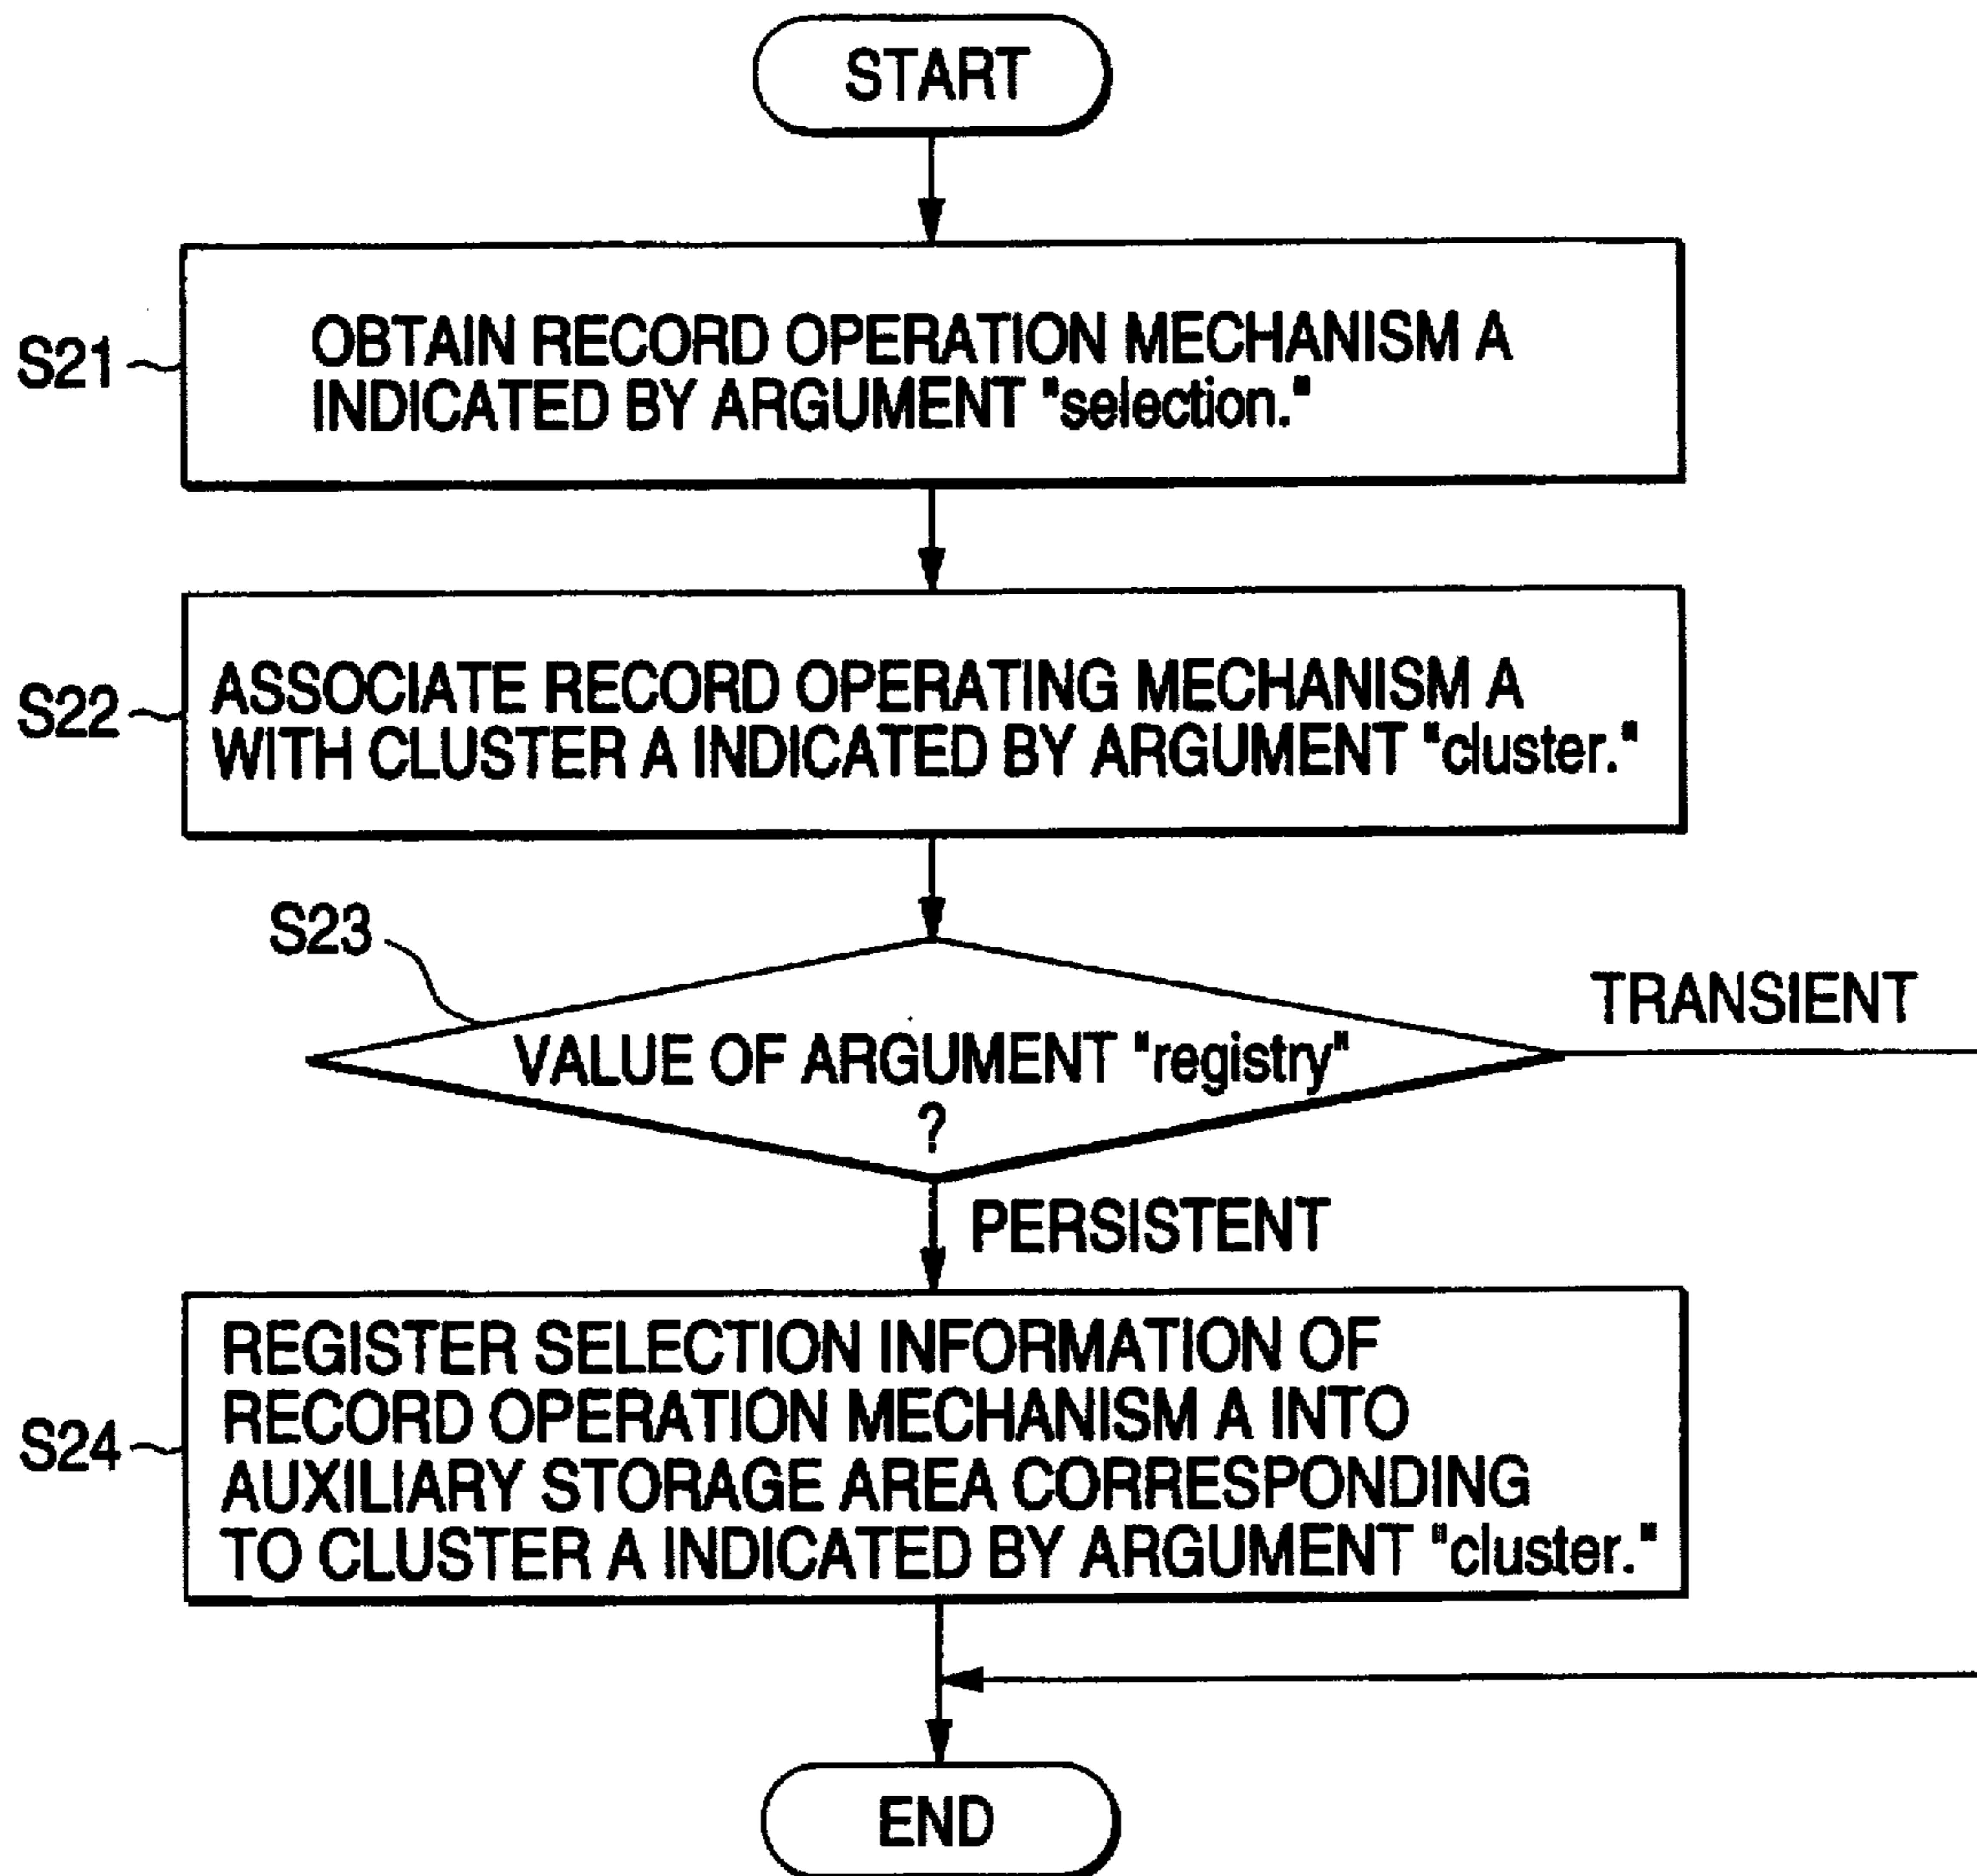 START
S21
OBTAIN RECORD OPERATION MECHANISM A
INDICATED BY ARGUMENT "selection."
S22
ASSOCIATE RECORD OPERATING MECHANISM A
WITH CLUSTER A INDICATED BY ARGUMENT "cluster."
S23
VALUE OF ARGUMENT "registry"
?
TRANSIENT
PERSISTENT
S24
REGISTER SELECTION INFORMATION OF
RECORD OPERATION MECHANISM A INTO
AUXILIARY STORAGE AREA CORRESPONDING
TO CLUSTER A INDICATED BY ARGUMENT "cluster."
END